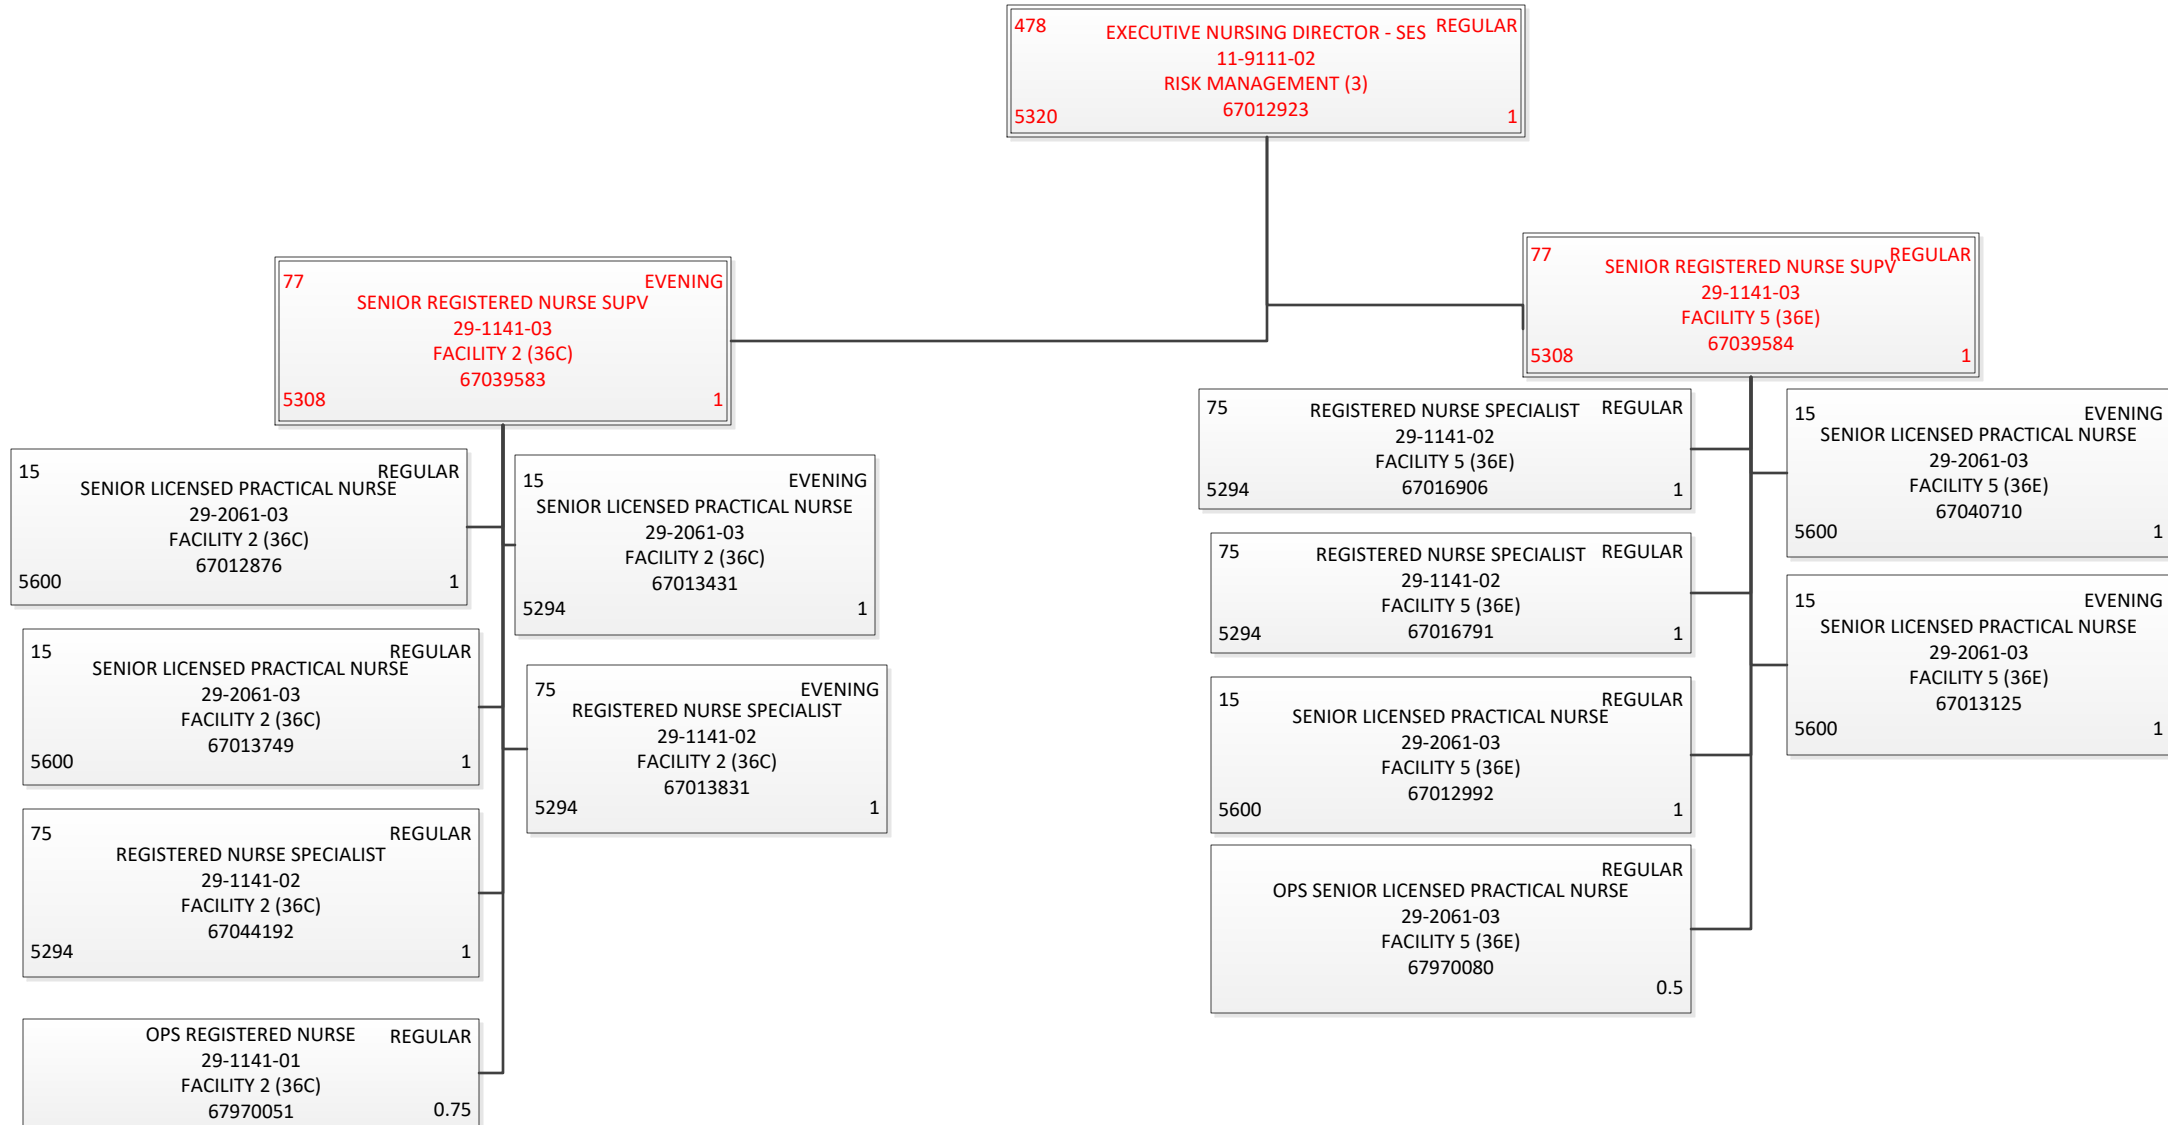 478 EXECUTIVE NURSING DIRECTOR - SES REGULAR
11-9111-02
RISK MANAGEMENT (3)
67012923
5320 1
77 EVENING
SENIOR REGISTERED NURSE SUPV
29-1141-03
FACILITY 2 (36C)
67039583
5308 1
15 REGULAR
SENIOR LICENSED PRACTICAL NURSE
29-2061-03
FACILITY 2 (36C)
67012876
5600 1
15 EVENING
SENIOR LICENSED PRACTICAL NURSE
29-2061-03
FACILITY 2 (36C)
67013431
5294 1
15 REGULAR
SENIOR LICENSED PRACTICAL NURSE
29-2061-03
FACILITY 2 (36C)
67013749
5600 1
75 EVENING
REGISTERED NURSE SPECIALIST
29-1141-02
FACILITY 2 (36C)
67013831
5294 1
75 REGULAR
REGISTERED NURSE SPECIALIST
29-1141-02
FACILITY 2 (36C)
67044192
5294 1
OPS REGISTERED NURSE REGULAR
29-1141-01
FACILITY 2 (36C)
67970051 0.75
77 REGULAR
SENIOR REGISTERED NURSE SUPV
29-1141-03
FACILITY 5 (36E)
67039584
5308 1
75 REGISTERED NURSE SPECIALIST REGULAR
29-1141-02
FACILITY 5 (36E)
67016906
5294 1
15 EVENING
SENIOR LICENSED PRACTICAL NURSE
29-2061-03
FACILITY 5 (36E)
67040710
5600 1
75 REGISTERED NURSE SPECIALIST REGULAR
29-1141-02
FACILITY 5 (36E)
67016791
5294 1
15 EVENING
SENIOR LICENSED PRACTICAL NURSE
29-2061-03
FACILITY 5 (36E)
67013125
5600 1
15 REGULAR
SENIOR LICENSED PRACTICAL NURSE
29-2061-03
FACILITY 5 (36E)
67012992
5600 1
REGULAR
OPS SENIOR LICENSED PRACTICAL NURSE
29-2061-03
FACILITY 5 (36E)
67970080
0.5